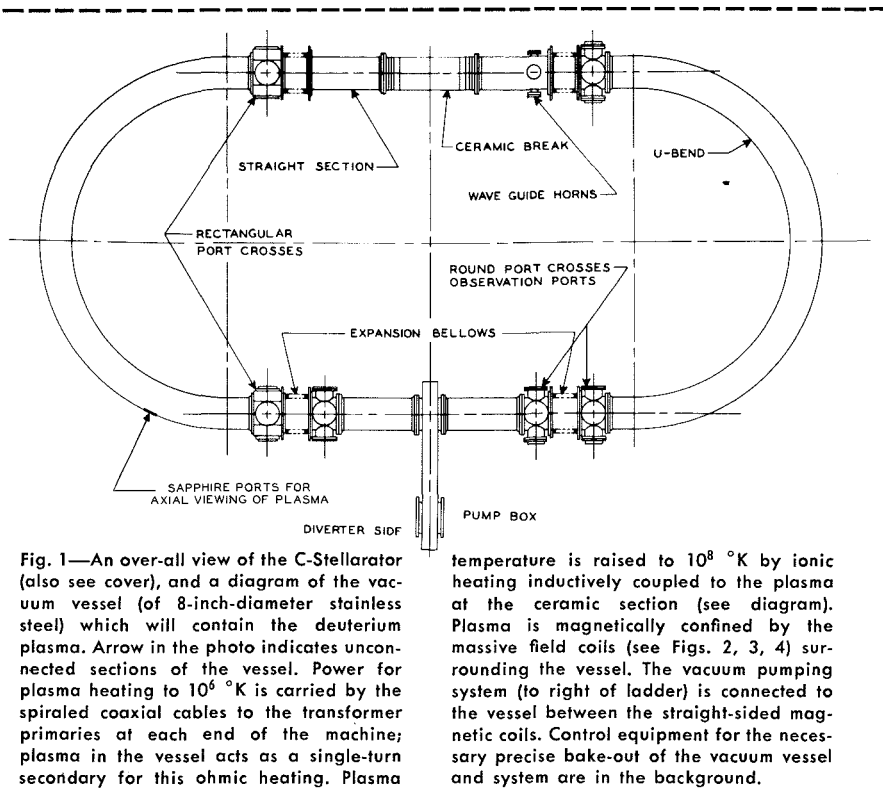 STRAIGHT SECTION
CERAMIC BREAK
U-BEND
WAVE GUIDE HORNS
RECTANGULAR
PORT CROSSES
ROUND PORT CROSSES
OBSERVATION PORTS
EXPANSION BELLOWS
SAPPHIRE PORTS FOR
AXIAL VIEWING OF PLASMA
DIVERTER SIDF
PUMP BOX
Fig. 1—An over-all view of the C-Stellarator
(also see cover), and a diagram of the vac-
uum vessel (of 8-inch-diameter stainless
steel) which will contain the deuterium
plasma. Arrow in the photo indicates uncon-
nected sections of the vessel. Power for
plasma heating to 10⁶ °K is carried by the
spiraled coaxial cables to the transformer
primaries at each end of the machine;
plasma in the vessel acts as a single-turn
secondary for this ohmic heating. Plasma
temperature is raised to 10⁸ °K by ionic
heating inductively coupled to the plasma
at the ceramic section (see diagram).
Plasma is magnetically confined by the
massive field coils (see Figs. 2, 3, 4) sur-
rounding the vessel. The vacuum pumping
system (to right of ladder) is connected to
the vessel between the straight-sided mag-
netic coils. Control equipment for the neces-
sary precise bake-out of the vacuum vessel
and system are in the background.